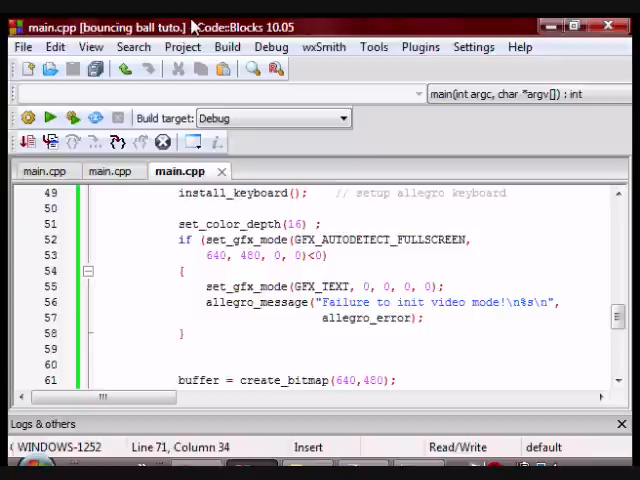 main.cpp [bouncing ball tuto.] - Code::Blocks 10.05
File Edit View Search Project Build Debug wxSmith Tools Plugins Settings Help
main(int argc, char *argv[]) : int
Build target: Debug
main.cpp main.cpp main.cpp
49 install_keyboard(); // setup allegro keyboard
50
51 set_color_depth(16) ;
52 if (set_gfx_mode(GFX_AUTODETECT_FULLSCREEN,
53 640, 480, 0, 0)<0)
54 {
55 set_gfx_mode(GFX_TEXT, 0, 0, 0, 0);
56 allegro_message("Failure to init video mode!\n%s\n",
57 allegro_error);
58 }
59
60
61 buffer = create_bitmap(640,480);
Logs & others
WINDOWS-1252 Line 71, Column 34 Insert Read/Write default